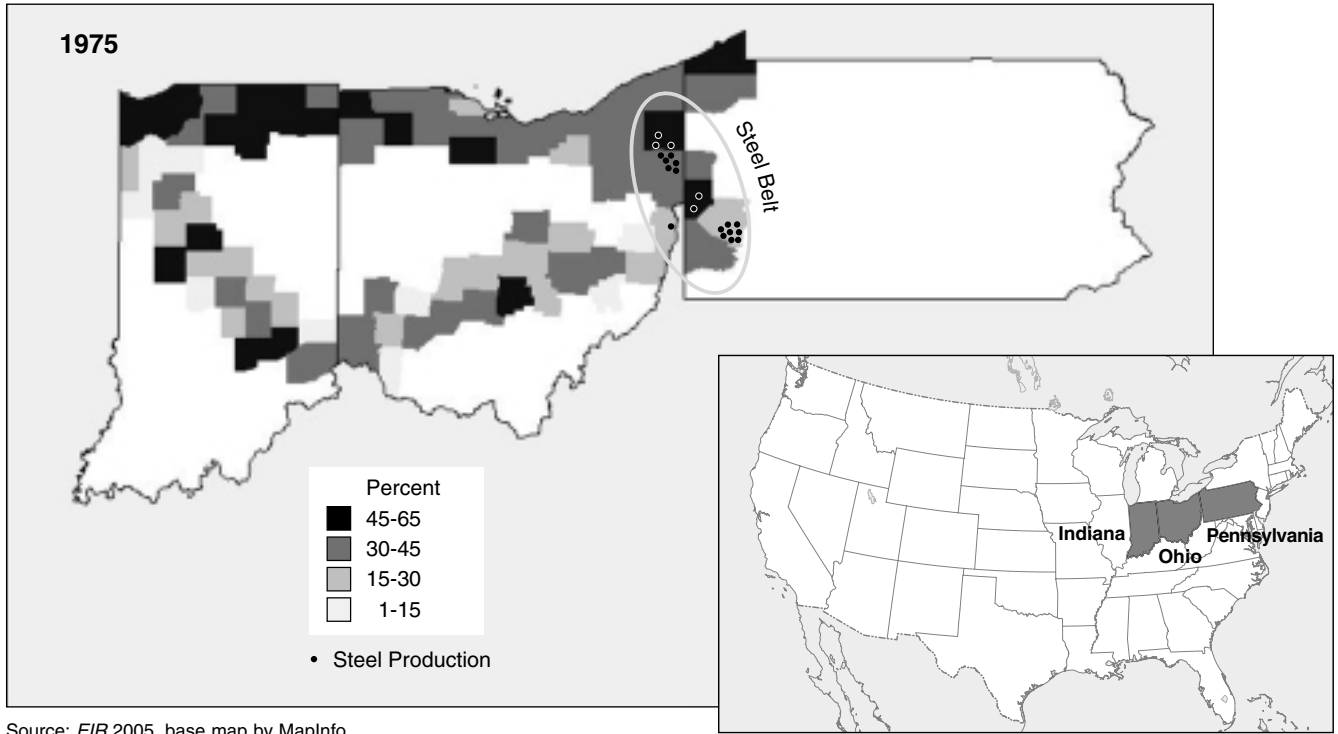 1975
Steel Belt
Percent
45-65
30-45
15-30
1-15
• Steel Production
Indiana
Ohio
Pennsylvania
Source: EIR 2005, base map by MapInfo